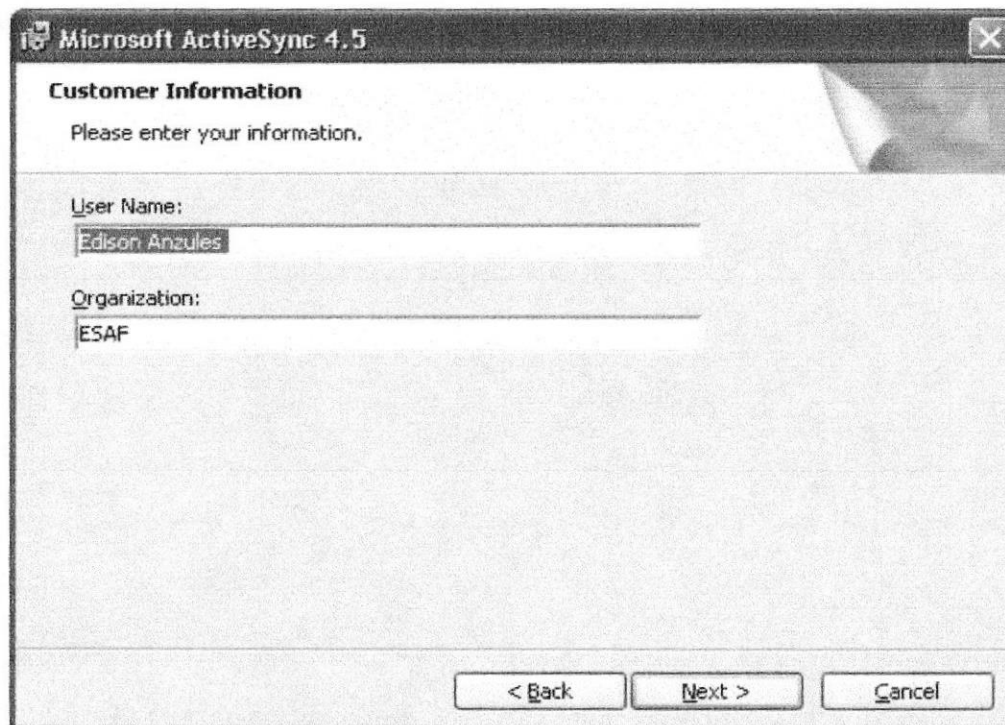 Microsoft ActiveSync 4.5
Customer Information
Please enter your information.
User Name:
Edison Anzules
Organization:
ESAF
< Back
Next >
Cancel